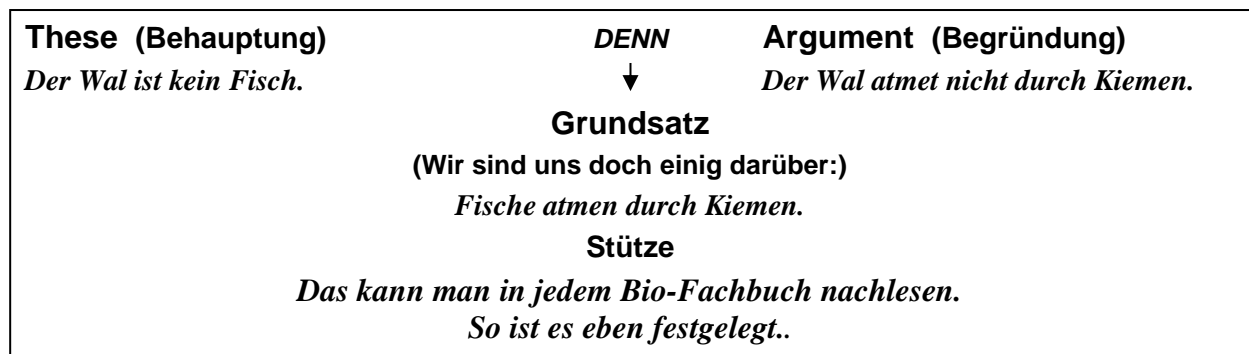 These (Behauptung) DENN Argument (Begründung)
Der Wal ist kein Fisch. Der Wal atmet nicht durch Kiemen.
Grundsatz
(Wir sind uns doch einig darüber:)
Fische atmen durch Kiemen.
Stütze
Das kann man in jedem Bio-Fachbuch nachlesen.
So ist es eben festgelegt..